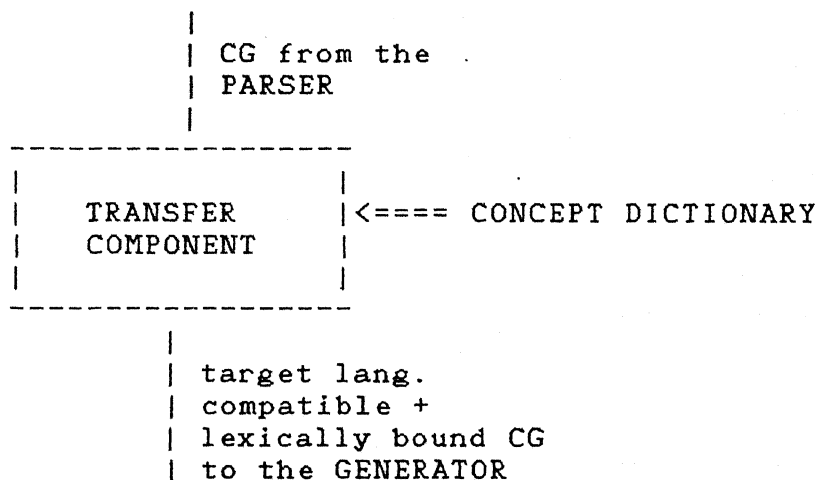 CG from the
PARSER
TRANSFER
COMPONENT
<==== CONCEPT DICTIONARY
target lang.
compatible +
lexically bound CG
to the GENERATOR